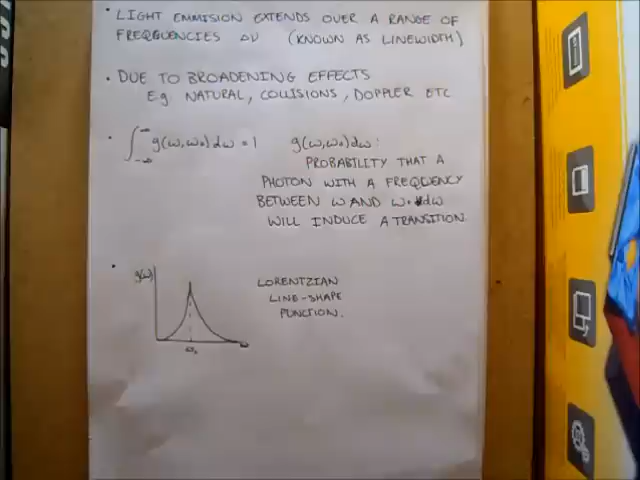 • LIGHT EMMISION EXTENDS OVER A RANGE OF
FREQUENCIES Δν (KNOWN AS LINEWIDTH)
• DUE TO BROADENING EFFECTS
E.g NATURAL, COLLISIONS, DOPPLER ETC
• ∫_{-∞}^{∞} g(ω,ω₀)dω = 1 g(ω,ω₀)dω:
PROBABILITY THAT A
PHOTON WITH A FREQUENCY
BETWEEN ω AND ω+dω
WILL INDUCE A TRANSITION.
•
g(ω)
LORENTZIAN
LINE-SHAPE
FUNCTION.
ω
ω₀